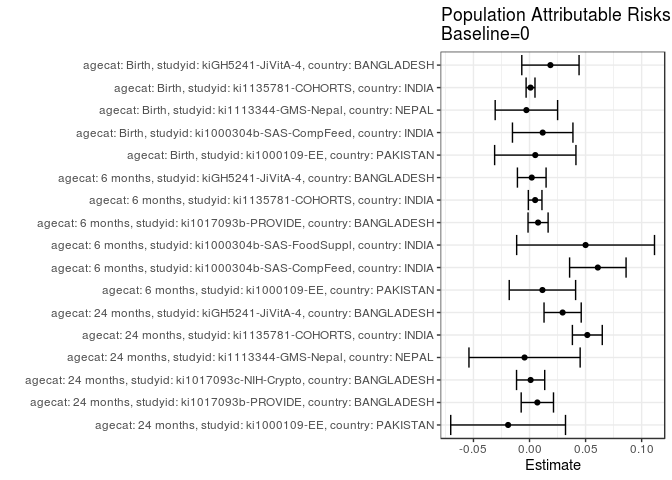 Population Attributable Risks
Baseline=0
agecat: Birth, studyid: kiGH5241-JiVitA-4, country: BANGLADESH
agecat: Birth, studyid: ki1135781-COHORTS, country: INDIA
agecat: Birth, studyid: ki1113344-GMS-Nepal, country: NEPAL
agecat: Birth, studyid: ki1000304b-SAS-CompFeed, country: INDIA
agecat: Birth, studyid: ki1000109-EE, country: PAKISTAN
agecat: 6 months, studyid: kiGH5241-JiVitA-4, country: BANGLADESH
agecat: 6 months, studyid: ki1135781-COHORTS, country: INDIA
agecat: 6 months, studyid: ki1017093b-PROVIDE, country: BANGLADESH
agecat: 6 months, studyid: ki1000304b-SAS-FoodSuppl, country: INDIA
agecat: 6 months, studyid: ki1000304b-SAS-CompFeed, country: INDIA
agecat: 6 months, studyid: ki1000109-EE, country: PAKISTAN
agecat: 24 months, studyid: kiGH5241-JiVitA-4, country: BANGLADESH
agecat: 24 months, studyid: ki1135781-COHORTS, country: INDIA
agecat: 24 months, studyid: ki1113344-GMS-Nepal, country: NEPAL
agecat: 24 months, studyid: ki1017093c-NIH-Crypto, country: BANGLADESH
agecat: 24 months, studyid: ki1017093b-PROVIDE, country: BANGLADESH
agecat: 24 months, studyid: ki1000109-EE, country: PAKISTAN
-0.05 0.00 0.05 0.10
Estimate